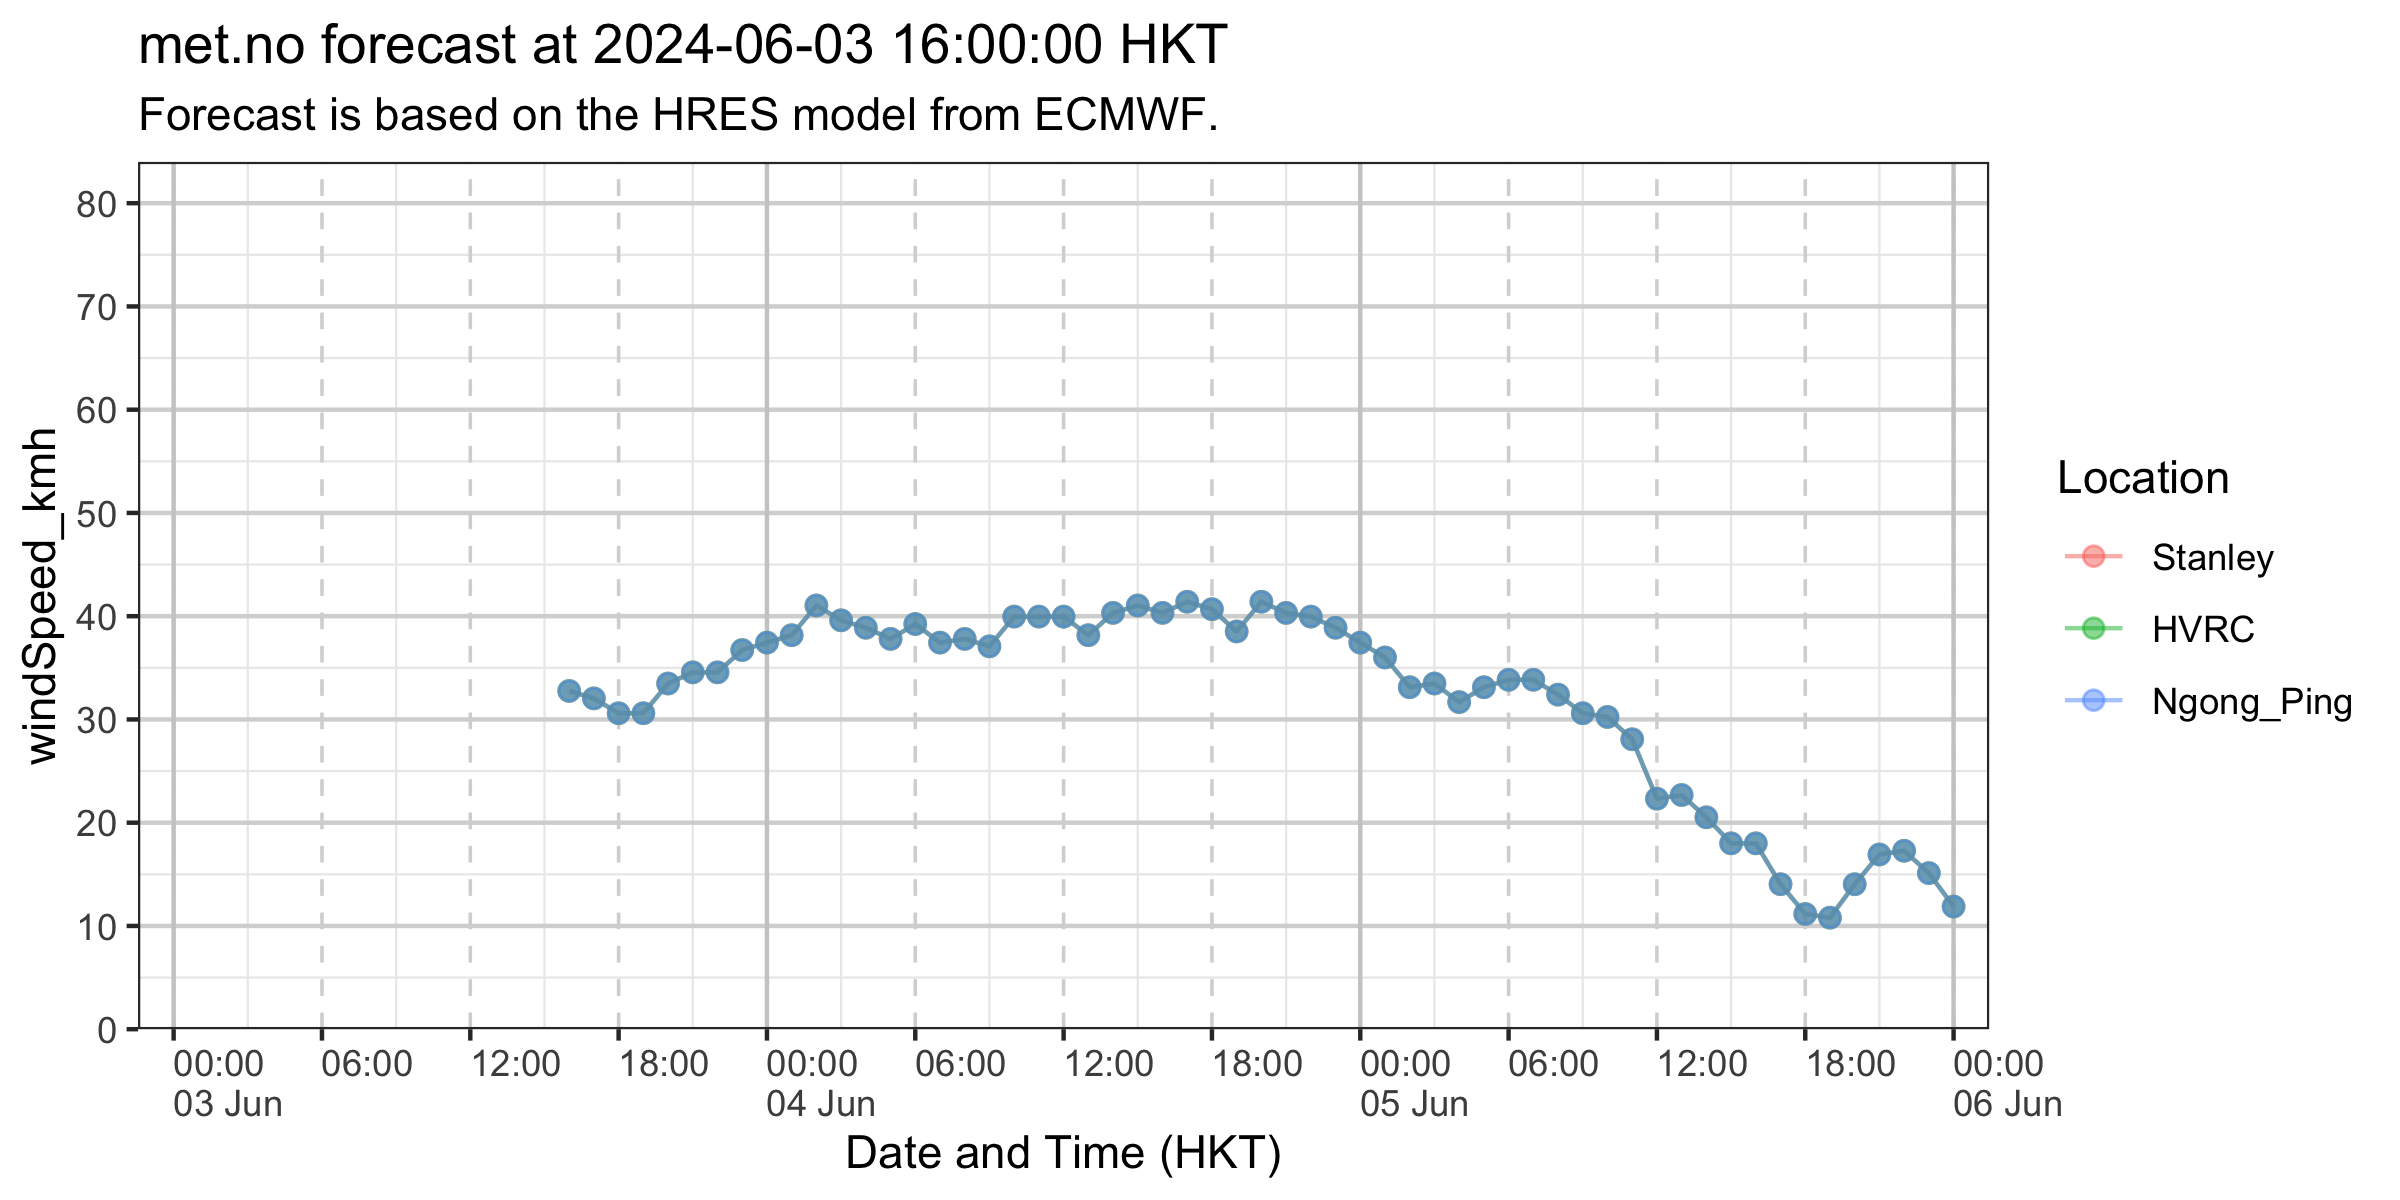 met.no forecast at 2024-06-03 16:00:00 HKT
Forecast is based on the HRES model from ECMWF.
windSpeed_kmh
80
70
60
50
40
30
20
10
0
00:00 06:00 12:00 18:00 00:00 06:00 12:00 18:00 00:00 06:00 12:00 18:00 00:00
03 Jun 04 Jun 05 Jun 06 Jun
Date and Time (HKT)
Location
Stanley
HVRC
Ngong_Ping